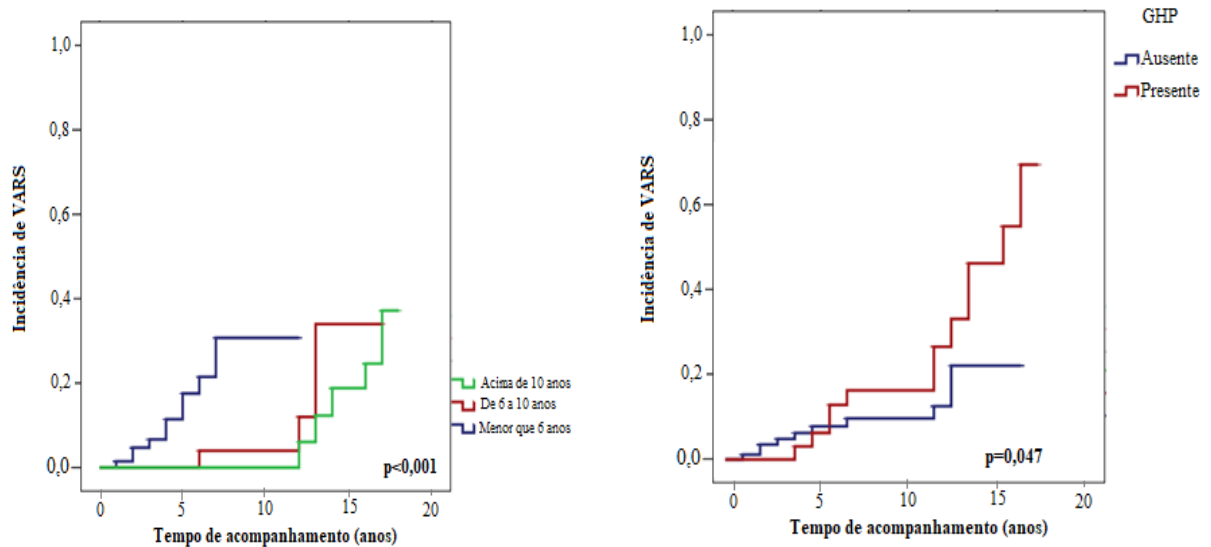 Incidência de VARS
1,0
0,8
0,6
0,4
0,2
0,0
p<0,001
0
5
10
15
20
Tempo de acompanhamento (anos)
Acima de 10 anos
De 6 a 10 anos
Menor que 6 anos
Incidência de VARS
1,0
0,8
0,6
0,4
0,2
0,0
p=0,047
0
5
10
15
20
Tempo de acompanhamento (anos)
GHP
Ausente
Presente